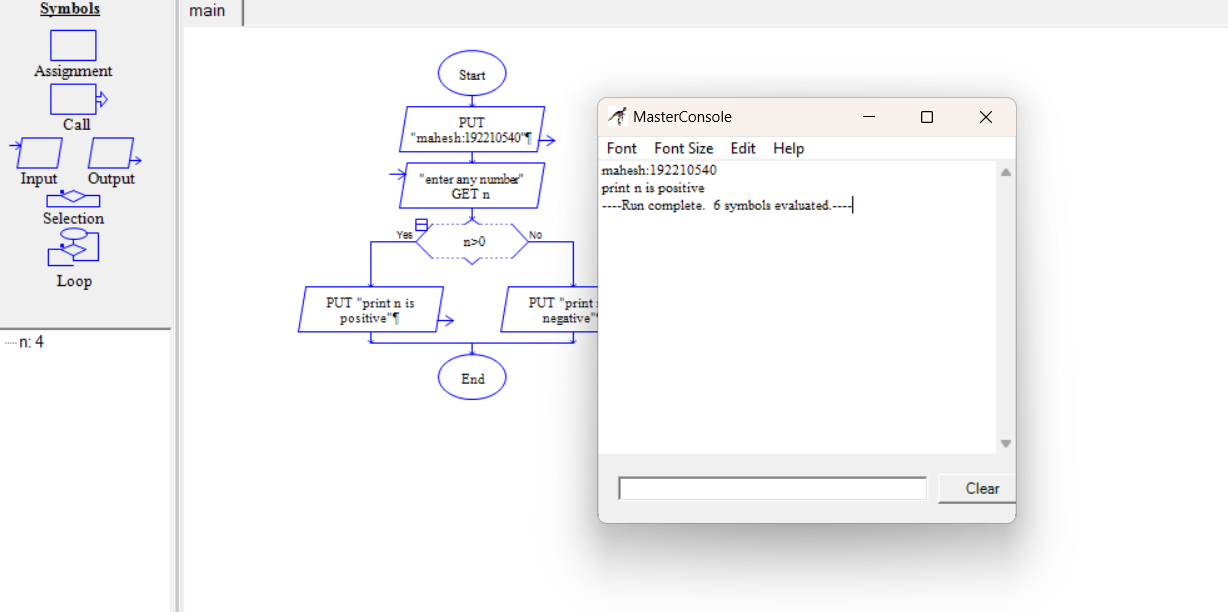 Symbols
Assignment
Call
Input
Output
Selection
Loop
n: 4
main
Start
PUT
"mahesh:192210540"¶
"enter any number"
GET n
Yes
n>0
No
PUT "print n is
positive"¶
PUT "print
negative"
End
MasterConsole
Font Font Size Edit Help
mahesh:192210540
print n is positive
----Run complete.  6 symbols evaluated.----
Clear